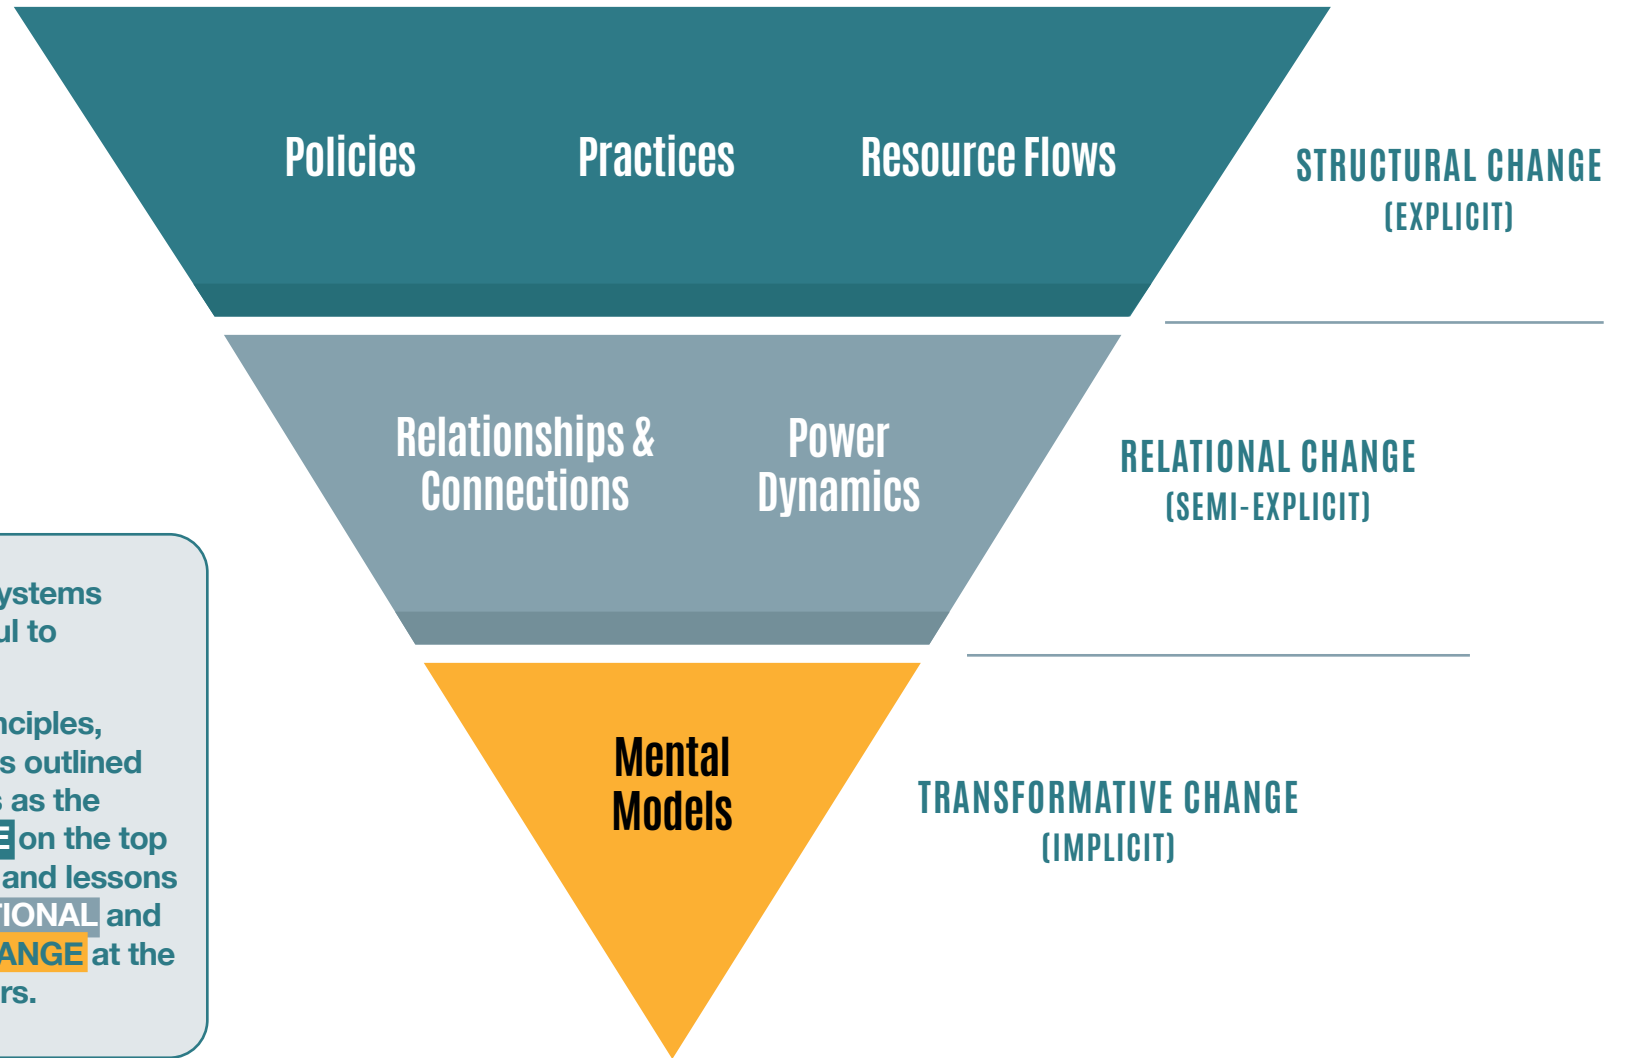 Policies
Practices
Resource Flows
STRUCTURAL CHANGE
(EXPLICIT)
Relationships &
Connections
Power
Dynamics
RELATIONAL CHANGE
(SEMI-EXPLICIT)
Mental
Models
TRANSFORMATIVE CHANGE
(IMPLICIT)
ystems
ul to
nciples,
s outlined
s as the
E on the top
and lessons
TIONAL and
ANGE at the
rs.